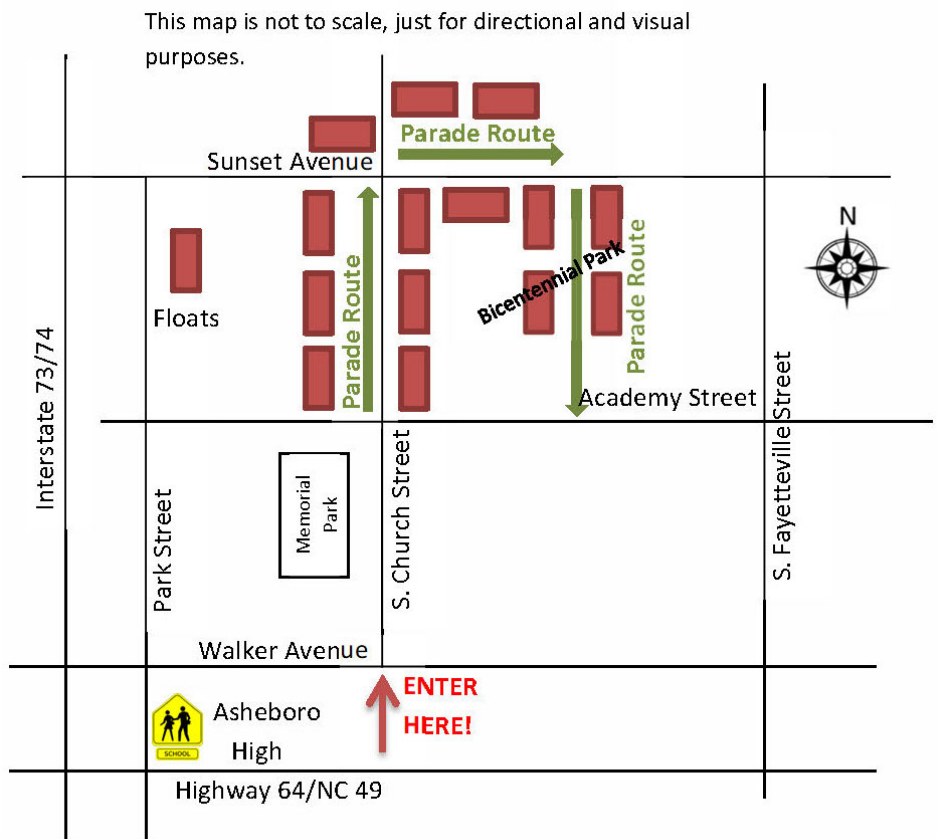 This map is not to scale, just for directional and visual
purposes.
Parade Route
Sunset Avenue
N
Floats
Parade Route
Bicentennial Park
Parade Route
Interstate 73/74
Academy Street
S. Fayetteville Street
Memorial
Park
S. Church Street
Park Street
Walker Avenue
ENTER
HERE!
Asheboro
High
SCHOOL
Highway 64/NC 49